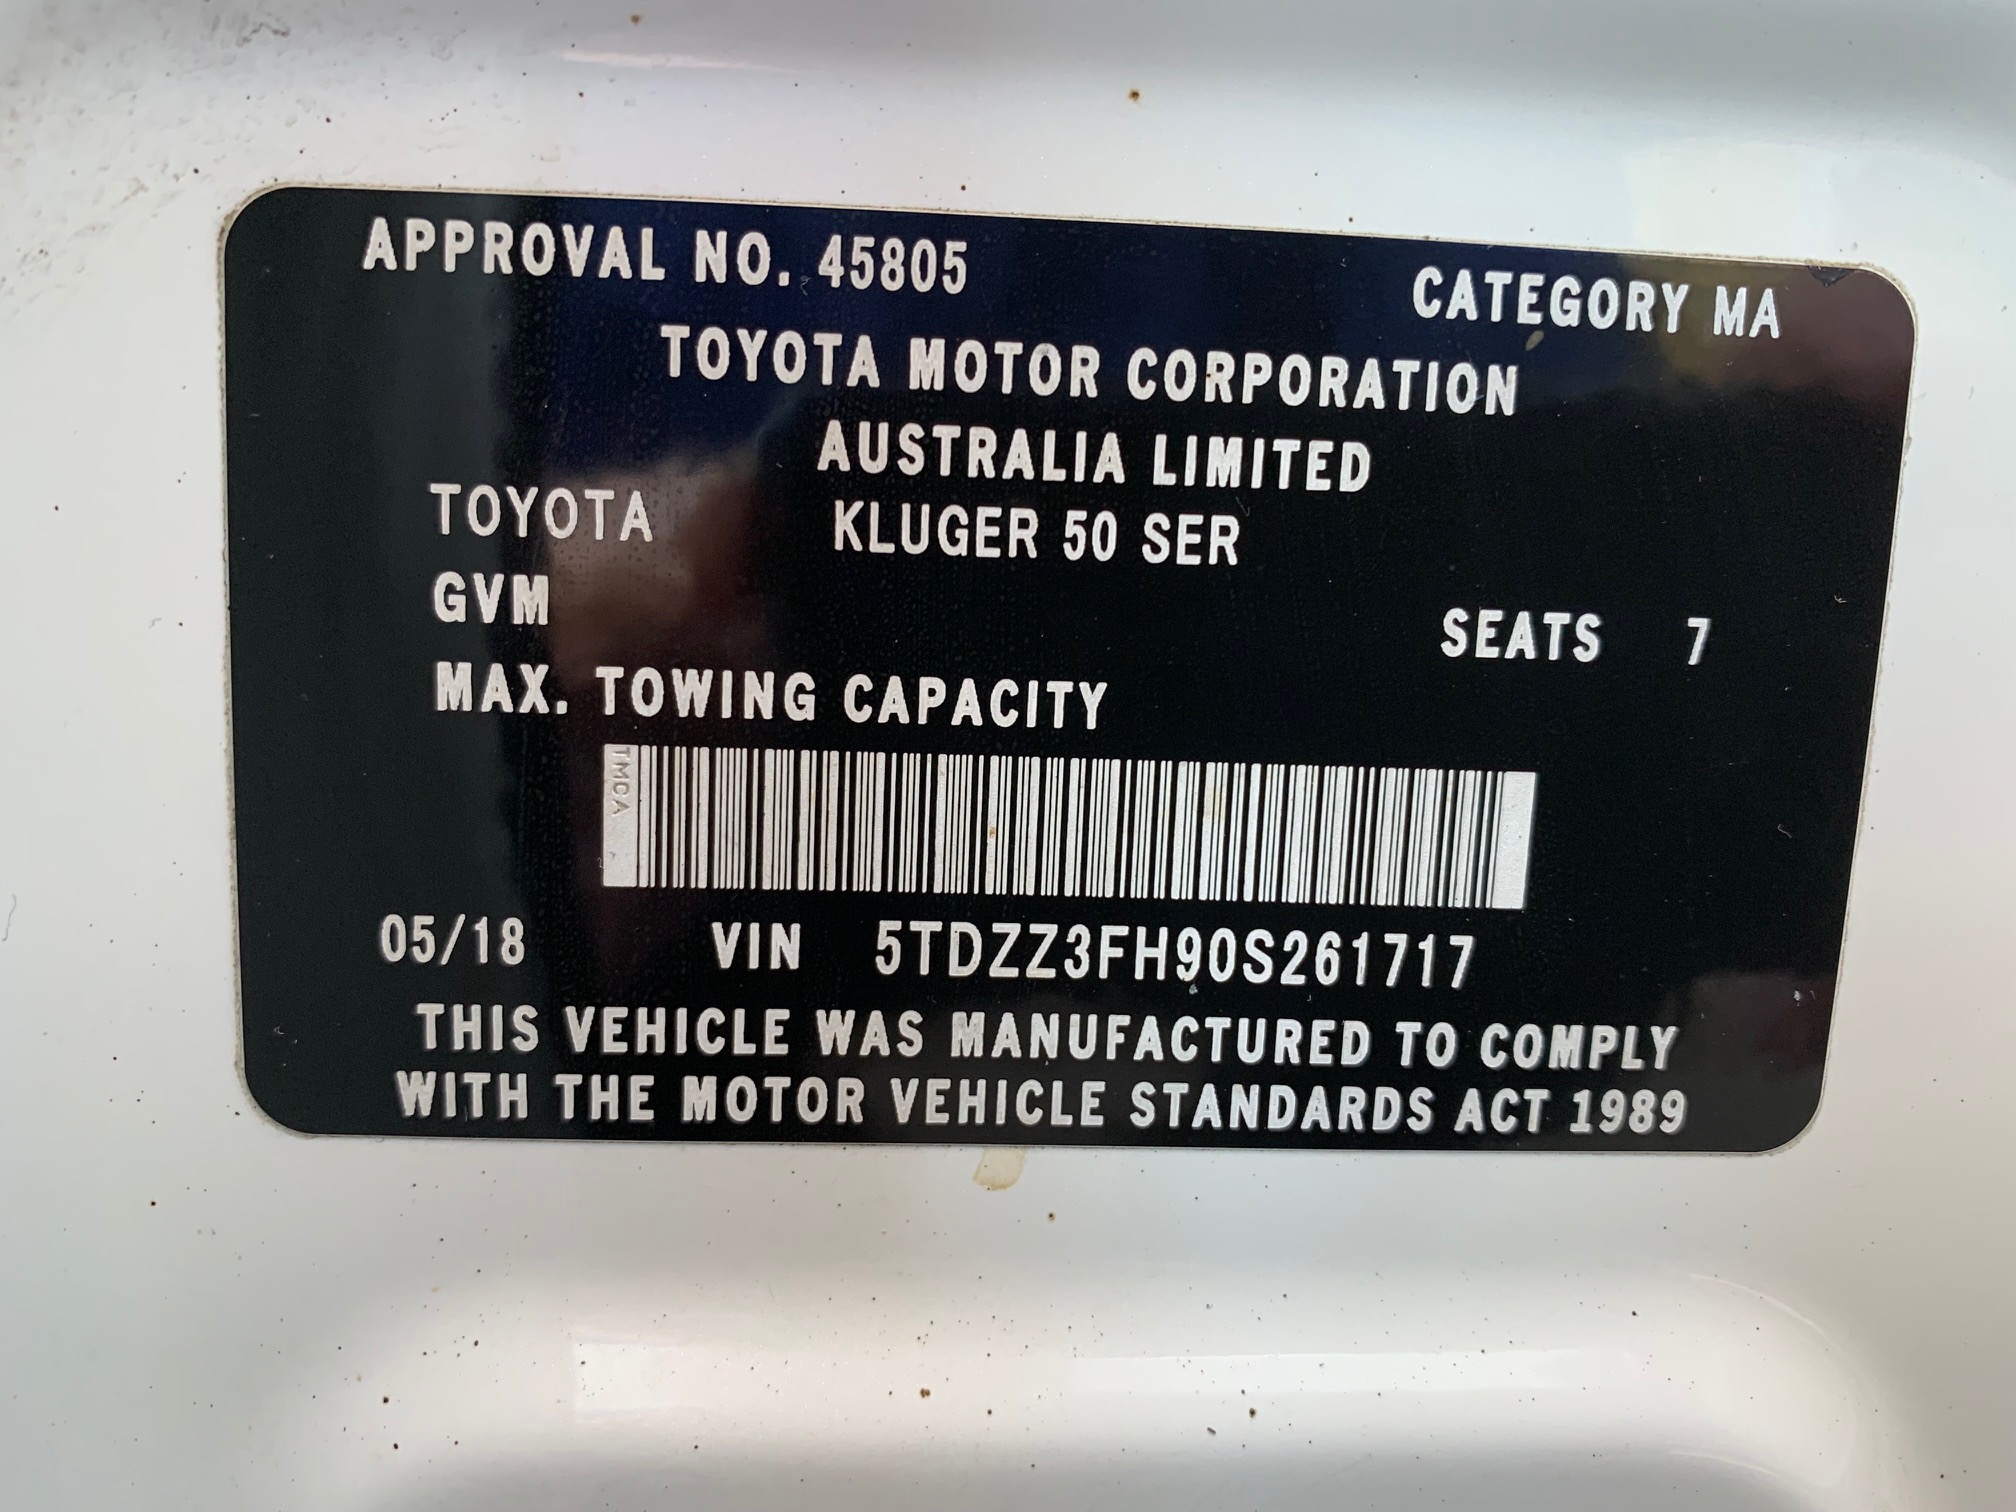 APPROVAL NO. 45805
CATEGORY MA
TOYOTA MOTOR CORPORATION
AUSTRALIA LIMITED
TOYOTA KLUGER 50 SER
GVM
SEATS 7
MAX. TOWING CAPACITY
TMCA
05/18 VIN 5TDZZ3FH90S261717
THIS VEHICLE WAS MANUFACTURED TO COMPLY
WITH THE MOTOR VEHICLE STANDARDS ACT 1989